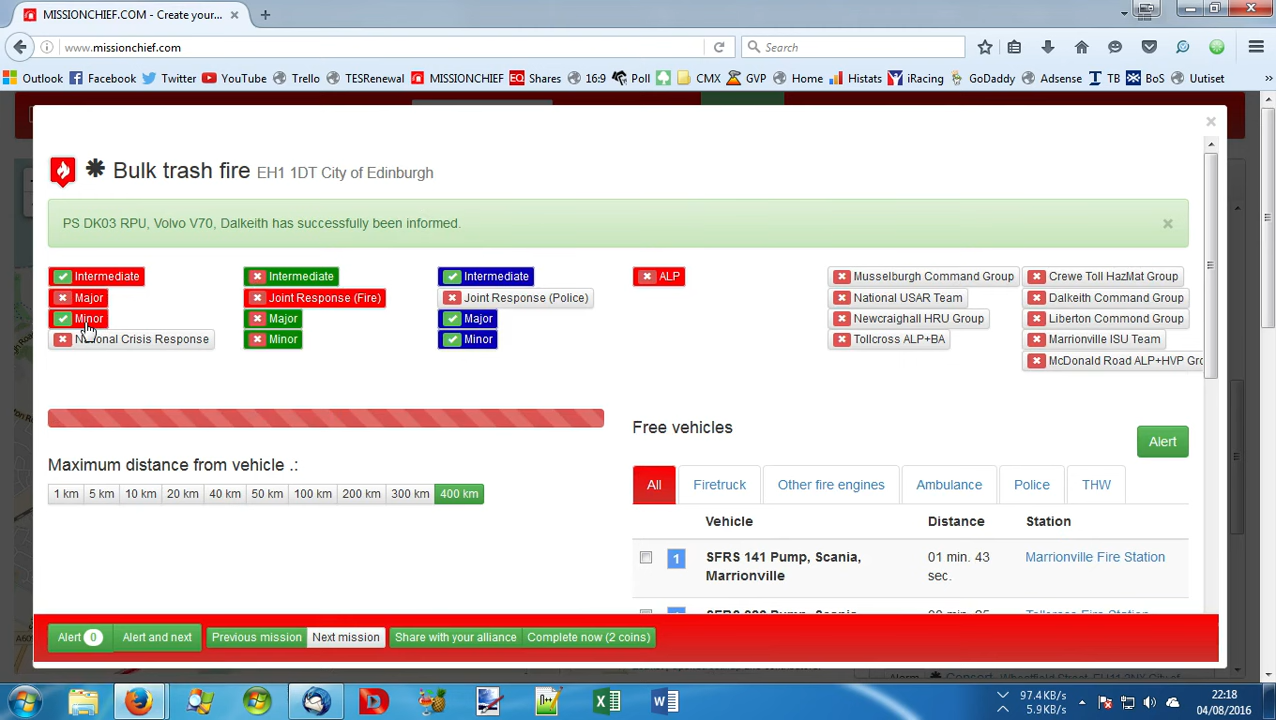 MISSIONCHIEF.COM - Create your...
www.missionchief.com
Search
Outlook Facebook Twitter YouTube Trello TESRenewal MISSIONCHIEF EQ Shares 16:9 Poll CMX GVP Home Histats iRacing GoDaddy Adsense TB BoS Uutiset
Bulk trash fire EH1 1DT City of Edinburgh
PS DK03 RPU, Volvo V70, Dalkeith has successfully been informed.
Intermediate Intermediate Intermediate ALP Musselburgh Command Group Crewe Toll HazMat Group
Major Joint Response (Fire) Joint Response (Police) National USAR Team Dalkeith Command Group
Minor Major Major Newcraighall HRU Group Liberton Commond Group
National Crisis Response Minor Minor Tollcross ALP+BA Marrionville ISU Team
McDonald Road ALP+HVP Gro
Free vehicles
Alert
Maximum distance from vehicle .:
1 km 5 km 10 km 20 km 40 km 50 km 100 km 200 km 300 km 400 km
All Firetruck Other fire engines Ambulance Police THW
Vehicle Distance Station
1 SFRS 141 Pump, Scania, Marrionville 01 min. 43 sec. Marrionville Fire Station
Alert 0 Alert and next Previous mission Next mission Share with your alliance Complete now (2 coins)
97.4KB/s
5.9KB/s
22:18
04/08/2016